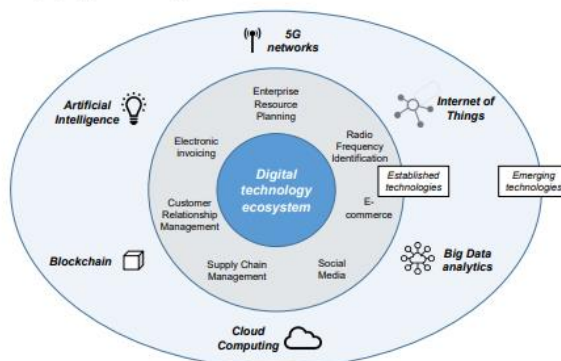 5G
networks
Artificial
Intelligence
Internet of
Things
Enterprise
Resource
Planning
Electronic
invoicing
Radio
Frequency
Identification
Digital
technology
ecosystem
Established
technologies
Emerging
technologies
Customer
Relationship
Management
E-
commerce
Supply Chain
Management
Social
Media
Blockchain
Big Data
analytics
Cloud
Computing